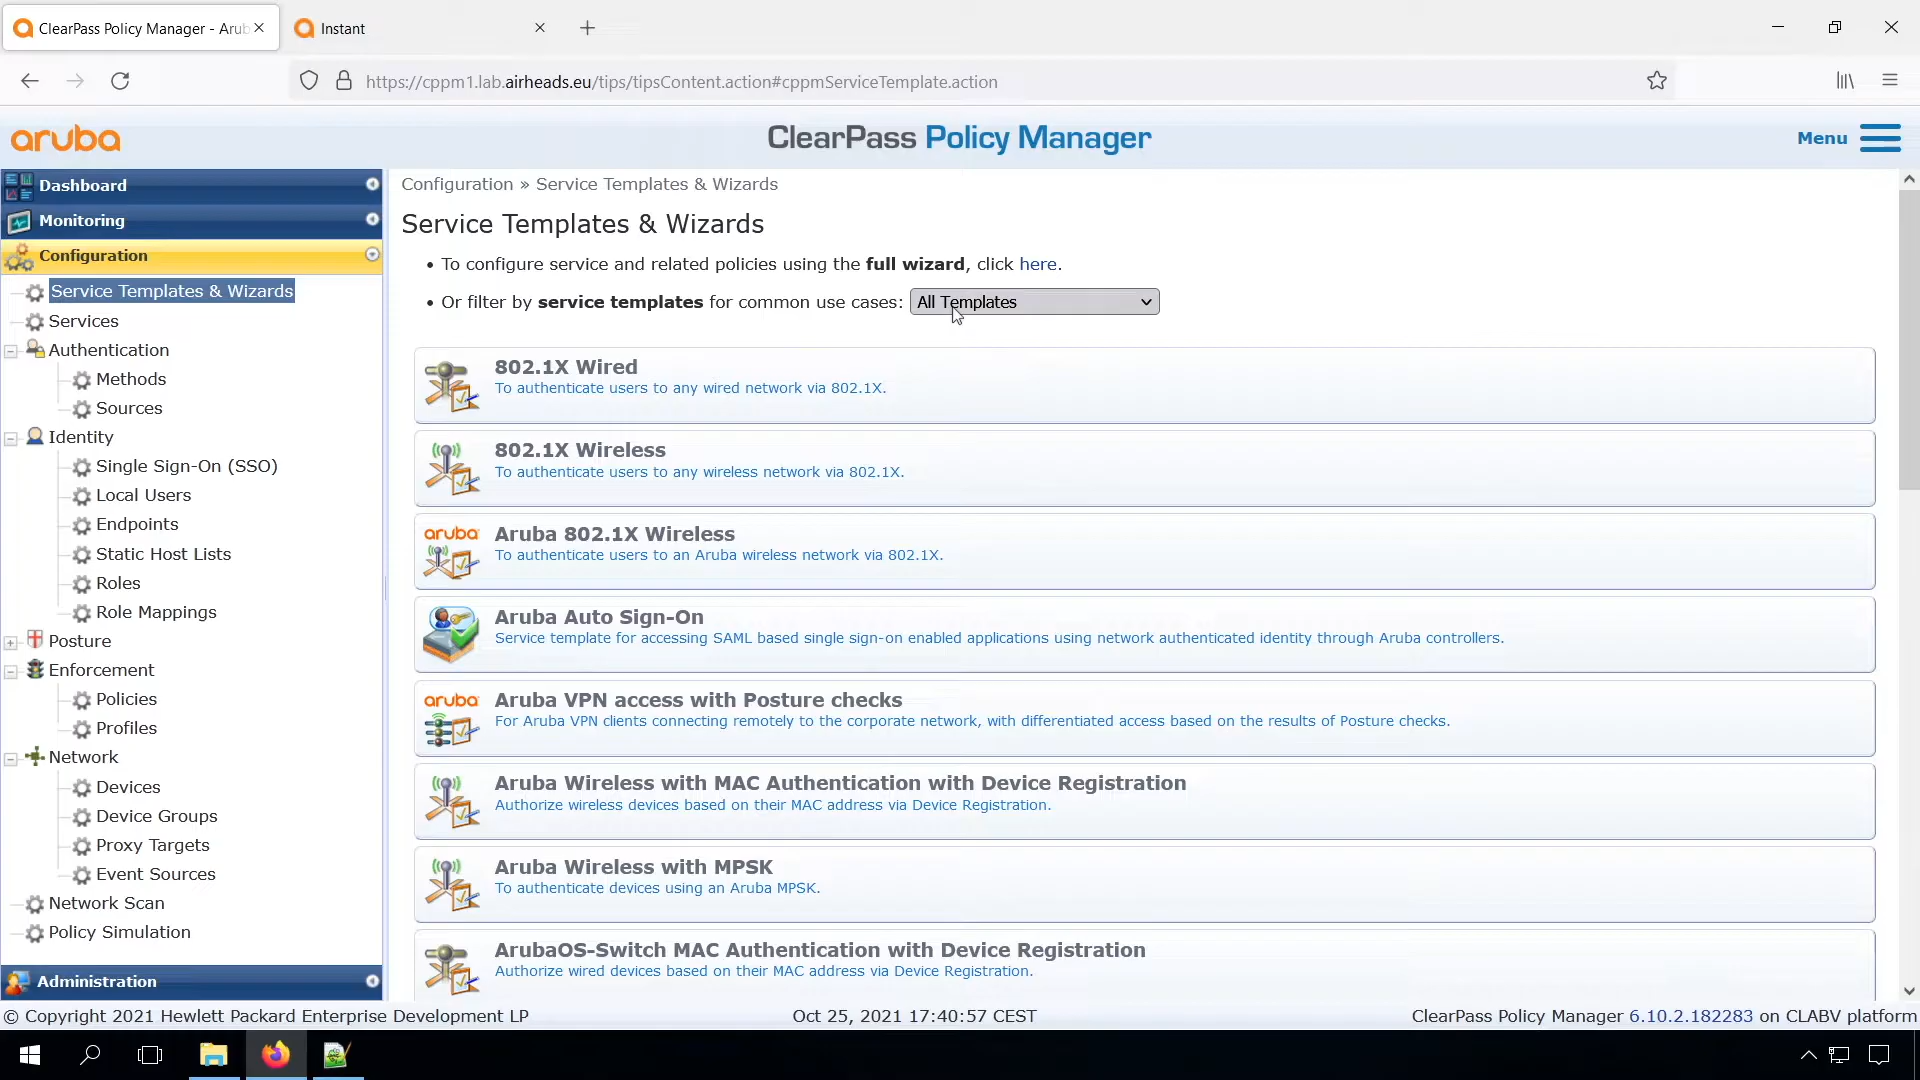 ClearPass Policy Manager - Arub
Instant
https://cppm1.lab.airheads.eu/tips/tipsContent.action#cppmServiceTemplate.action
aruba
ClearPass Policy Manager
Menu
Dashboard
Monitoring
Configuration
Service Templates & Wizards
Services
Authentication
Methods
Sources
Identity
Single Sign-On (SSO)
Local Users
Endpoints
Static Host Lists
Roles
Role Mappings
Posture
Enforcement
Policies
Profiles
Network
Devices
Device Groups
Proxy Targets
Event Sources
Network Scan
Policy Simulation
Administration
Configuration » Service Templates & Wizards
Service Templates & Wizards
• To configure service and related policies using the full wizard, click here.
• Or filter by service templates for common use cases: All Templates
802.1X Wired
To authenticate users to any wired network via 802.1X.
802.1X Wireless
To authenticate users to any wireless network via 802.1X.
aruba
Aruba 802.1X Wireless
To authenticate users to an Aruba wireless network via 802.1X.
Aruba Auto Sign-On
Service template for accessing SAML based single sign-on enabled applications using network authenticated identity through Aruba controllers.
aruba
Aruba VPN access with Posture checks
For Aruba VPN clients connecting remotely to the corporate network, with differentiated access based on the results of Posture checks.
Aruba Wireless with MAC Authentication with Device Registration
Authorize wireless devices based on their MAC address via Device Registration.
Aruba Wireless with MPSK
To authenticate devices using an Aruba MPSK.
ArubaOS-Switch MAC Authentication with Device Registration
Authorize wired devices based on their MAC address via Device Registration.
© Copyright 2021 Hewlett Packard Enterprise Development LP
Oct 25, 2021 17:40:57 CEST
ClearPass Policy Manager 6.10.2.182283 on CLABV platform